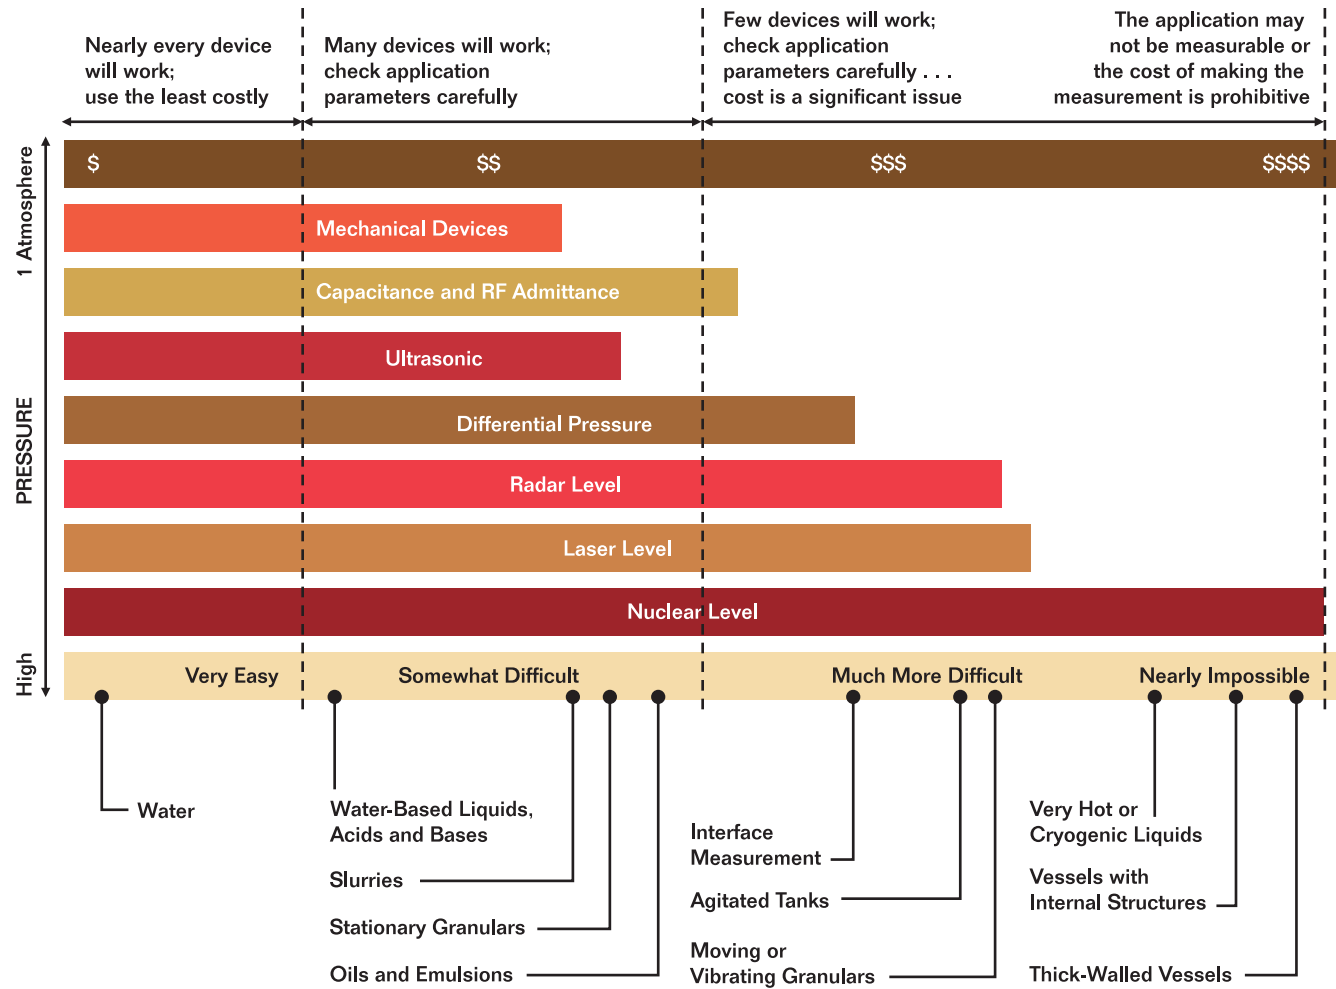 Nearly every device
will work;
use the least costly
Many devices will work;
check application
parameters carefully
Few devices will work;
check application
parameters carefully . . .
cost is a significant issue
The application may
not be measurable or
the cost of making the
measurement is prohibitive
1 Atmosphere
PRESSURE
High
$
$$
$$$
$$$$
Mechanical Devices
Capacitance and RF Admittance
Ultrasonic
Differential Pressure
Radar Level
Laser Level
Nuclear Level
Very Easy
Somewhat Difficult
Much More Difficult
Nearly Impossible
Water
Water-Based Liquids,
Acids and Bases
Slurries
Stationary Granulars
Oils and Emulsions
Interface
Measurement
Agitated Tanks
Moving or
Vibrating Granulars
Very Hot or
Cryogenic Liquids
Vessels with
Internal Structures
Thick-Walled Vessels